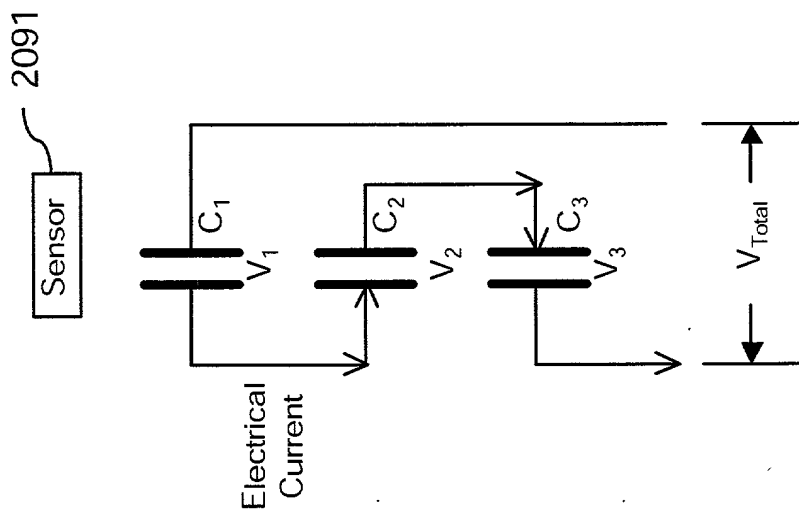 2091
Sensor
C1
V1
C2
V2
C3
V3
Electrical
Current
VTotal